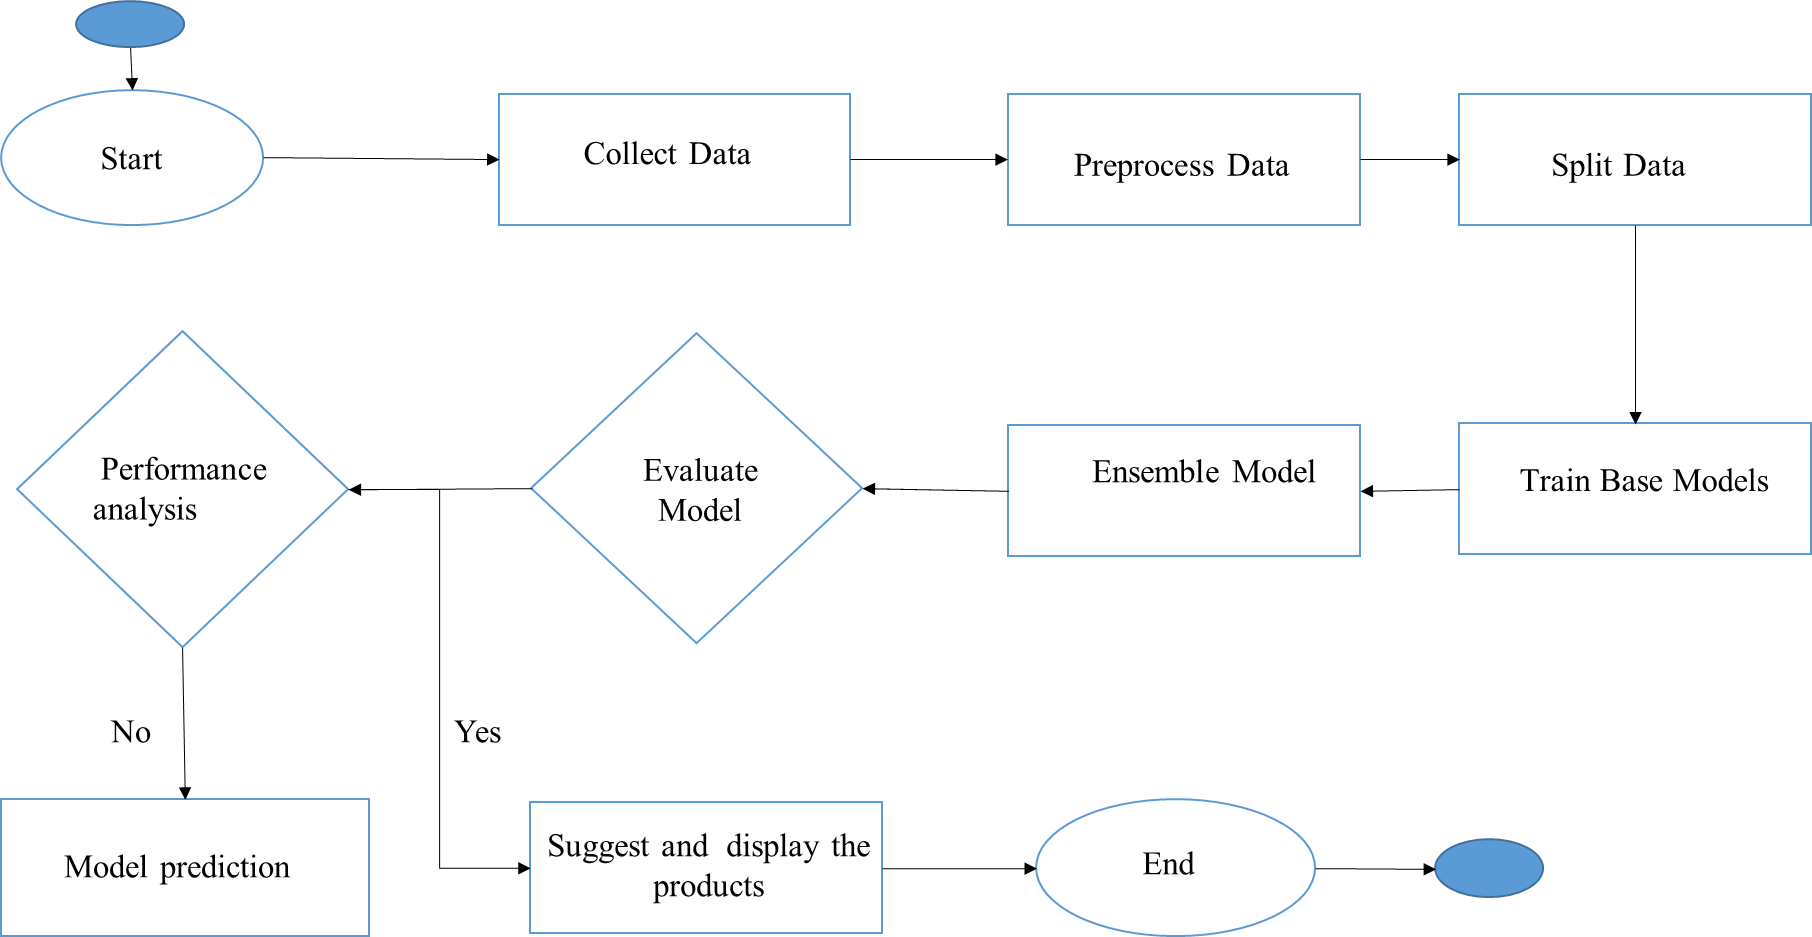 Start
Collect Data
Preprocess Data
Split Data
Performance
analysis
Evaluate
Model
Ensemble Model
Train Base Models
No
Yes
Model prediction
Suggest and display the
products
End